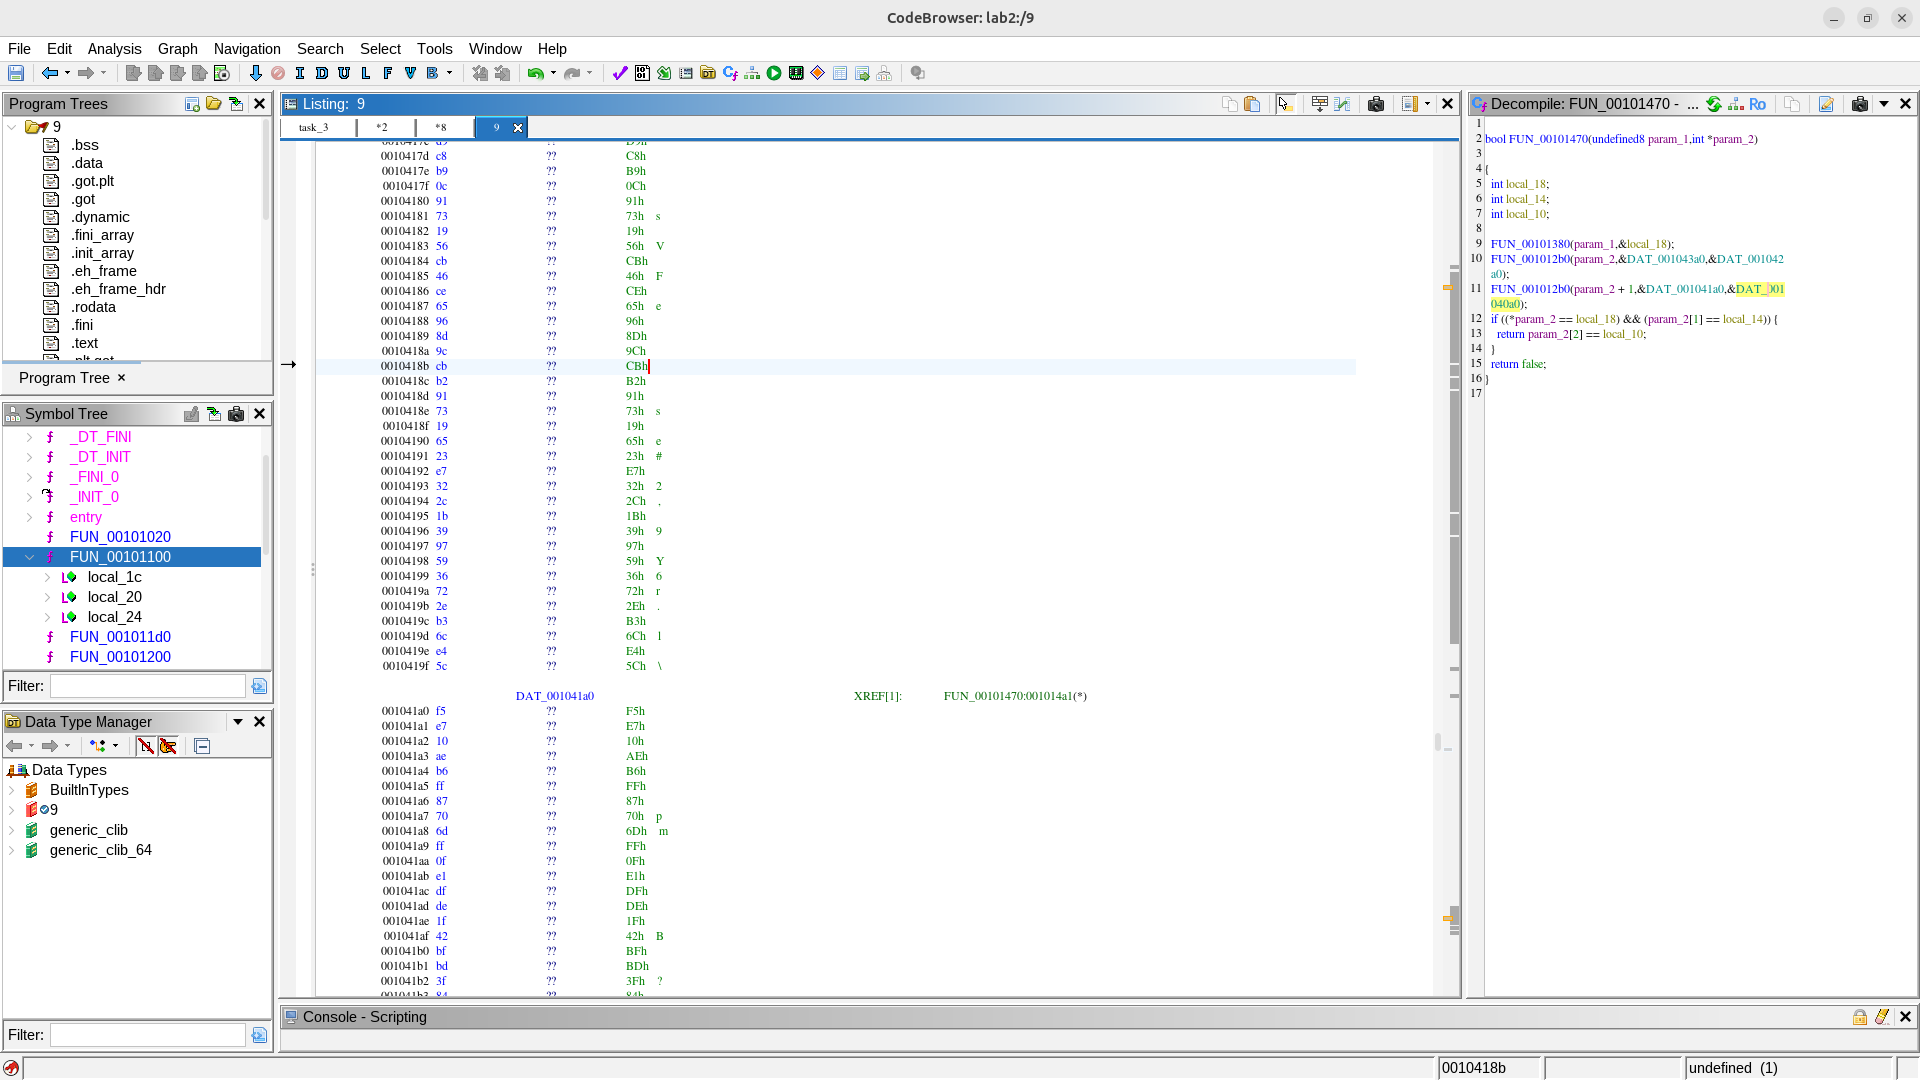 CodeBrowser: lab2:/9
File Edit Analysis Graph Navigation Search Select Tools Window Help
I D U L F V B
Program Trees
9
.bss
.data
.got.plt
.got
.dynamic
.fini_array
.init_array
.eh_frame
.eh_frame_hdr
.rodata
.fini
.text
.plt.got
Program Tree ×
Symbol Tree
_DT_FINI
_DT_INIT
_FINI_0
_INIT_0
entry
FUN_00101020
FUN_00101100
local_1c
local_20
local_24
FUN_001011d0
FUN_00101200
Filter:
Data Type Manager
Data Types
BuiltInTypes
9
generic_clib
generic_clib_64
Filter:
Listing: 9
task_3 *2 *8 9
0010417c d9 ?? D9h
0010417d c8 ?? C8h
0010417e b9 ?? B9h
0010417f 0c ?? 0Ch
00104180 91 ?? 91h
00104181 73 ?? 73h s
00104182 19 ?? 19h
00104183 56 ?? 56h V
00104184 cb ?? CBh
00104185 46 ?? 46h F
00104186 ce ?? CEh
00104187 65 ?? 65h e
00104188 96 ?? 96h
00104189 8d ?? 8Dh
0010418a 9c ?? 9Ch
0010418b cb ?? CBh
0010418c b2 ?? B2h
0010418d 91 ?? 91h
0010418e 73 ?? 73h s
0010418f 19 ?? 19h
00104190 65 ?? 65h e
00104191 23 ?? 23h #
00104192 e7 ?? E7h
00104193 32 ?? 32h 2
00104194 2c ?? 2Ch ,
00104195 1b ?? 1Bh
00104196 39 ?? 39h 9
00104197 97 ?? 97h
00104198 59 ?? 59h Y
00104199 36 ?? 36h 6
0010419a 72 ?? 72h r
0010419b 2e ?? 2Eh .
0010419c b3 ?? B3h
0010419d 6c ?? 6Ch l
0010419e e4 ?? E4h
0010419f 5c ?? 5Ch \
DAT_001041a0 XREF[1]: FUN_00101470:001014a1(*)
001041a0 f5 ?? F5h
001041a1 e7 ?? E7h
001041a2 10 ?? 10h
001041a3 ae ?? AEh
001041a4 b6 ?? B6h
001041a5 ff ?? FFh
001041a6 87 ?? 87h
001041a7 70 ?? 70h p
001041a8 6d ?? 6Dh m
001041a9 ff ?? FFh
001041aa 0f ?? 0Fh
001041ab e1 ?? E1h
001041ac df ?? DFh
001041ad de ?? DEh
001041ae 1f ?? 1Fh
001041af 42 ?? 42h B
001041b0 bf ?? BFh
001041b1 bd ?? BDh
001041b2 3f ?? 3Fh ?
001041b3 84 ?? 84h
Decompile: FUN_00101470 - ... Ro
1
2 bool FUN_00101470(undefined8 param_1,int *param_2)
3
4 {
5 int local_18;
6 int local_14;
7 int local_10;
8
9 FUN_00101380(param_1,&local_18);
10 FUN_001012b0(param_2,&DAT_001043a0,&DAT_001042
a0);
11 FUN_001012b0(param_2 + 1,&DAT_001041a0,&DAT_001
040a0);
12 if ((*param_2 == local_18) && (param_2[1] == local_14)) {
13 return param_2[2] == local_10;
14 }
15 return false;
16 }
17
Console - Scripting
0010418b undefined (1)